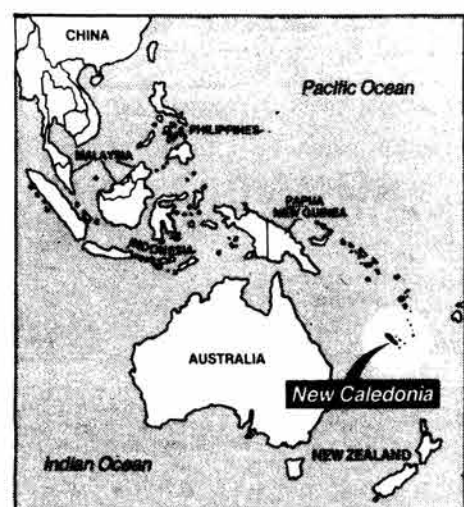 CHINA
Pacific Ocean
PHILIPPINES
MALAYSIA
PAPUA
NEW GUINEA
INDONESIA
AUSTRALIA
New Caledonia
Indian Ocean
NEW ZEALAND